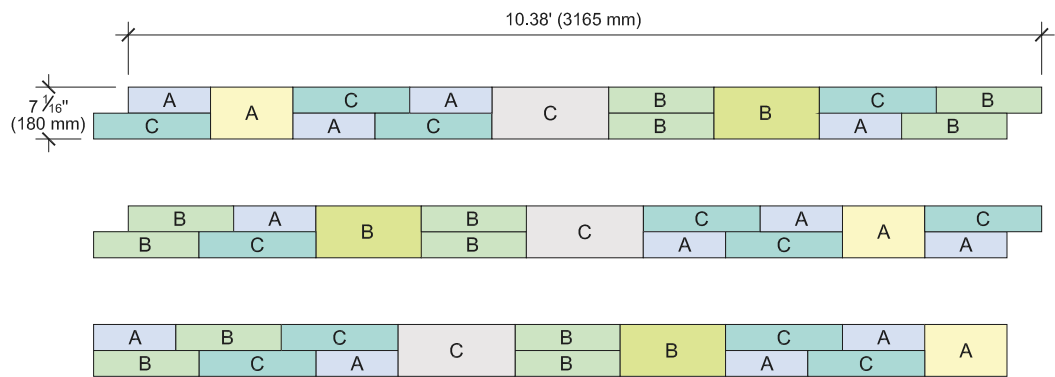 10.38' (3165 mm)
7 1/16"
(180 mm)
A C A B C B
A C B
C A C B A B
B A B C A C
B C A
B C B A C A
A B C B C A
C B A
B C A B A C